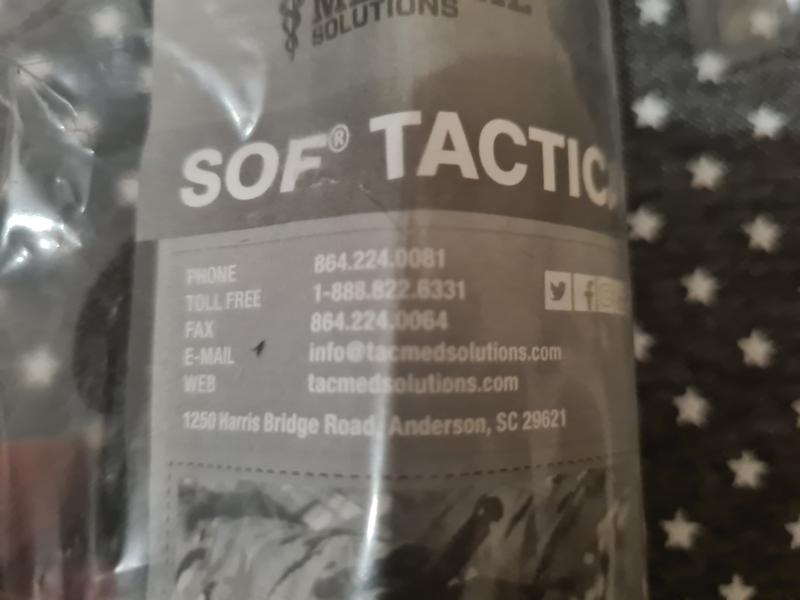 SOLUTIONS
SOF® TACTIC
PHONE 864.224.0081
TOLL FREE 1-888.822.6331
FAX 864.224.0064
E-MAIL info@tacmedsolutions.com
WEB tacmedsolutions.com
1250 Harris Bridge Road, Anderson, SC 29621